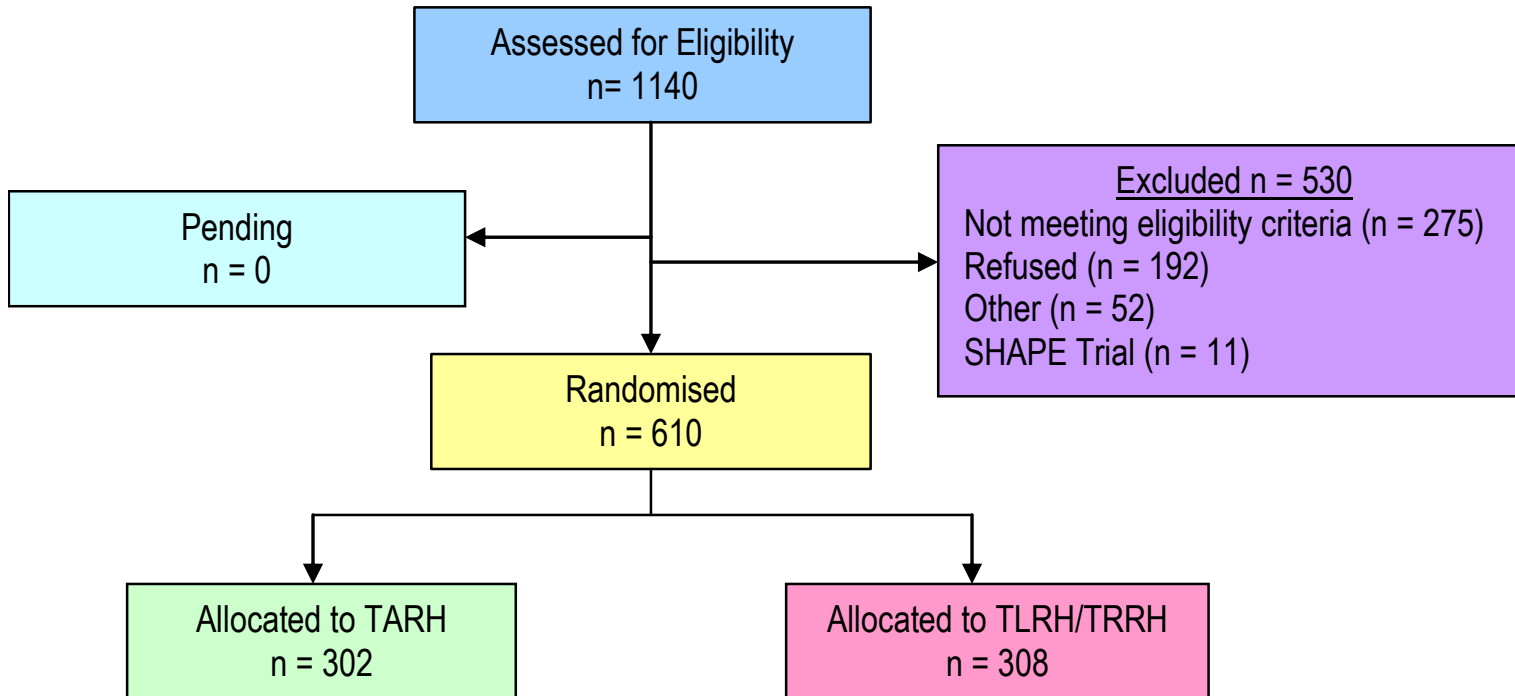 Assessed for Eligibility
n= 1140
Pending
n = 0
Excluded n = 530
Not meeting eligibility criteria (n = 275)
Refused (n = 192)
Other (n = 52)
SHAPE Trial (n = 11)
Randomised
n = 610
Allocated to TARH
n = 302
Allocated to TLRH/TRRH
n = 308